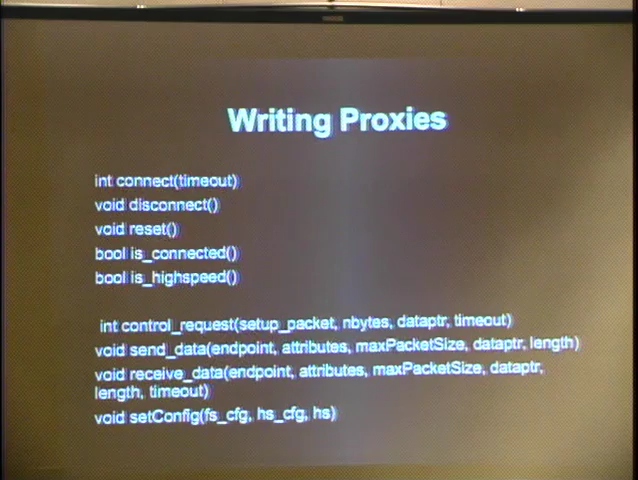 Writing Proxies
int connect(timeout)
void disconnect()
void reset()
bool is_connected()
bool is_highspeed()
int control_request(setup_packet, nbytes, dataptr, timeout)
void send_data(endpoint, attributes, maxPacketSize, dataptr, length)
void receive_data(endpoint, attributes, maxPacketSize, dataptr,
length, timeout)
void setConfig(fs_cfg, hs_cfg, hs)